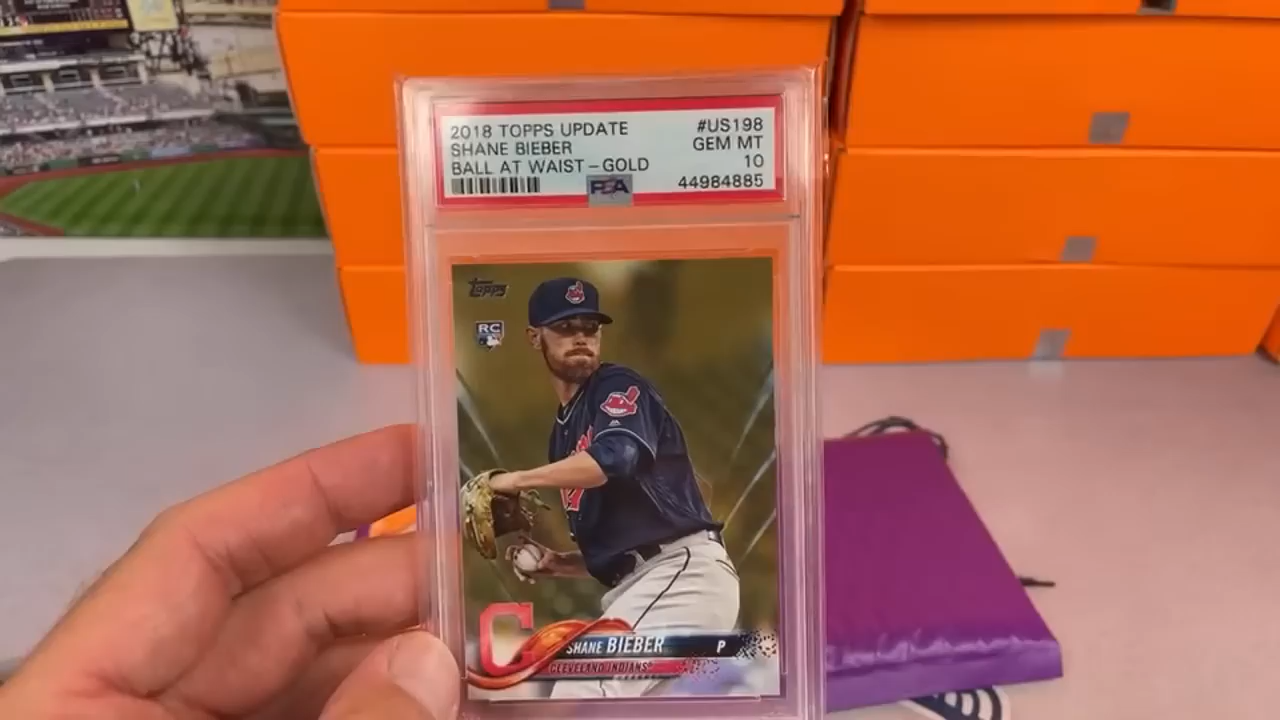 2018 TOPPS UPDATE #US198
SHANE BIEBER GEM MT
BALL AT WAIST-GOLD 10
PSA 44984885
Topps
RC
C
SHANE BIEBER P
CLEVELAND INDIANS